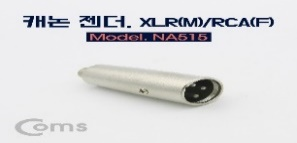 캐논 젠더. XLR(M)/RCA(F)
Model. NA515
Coms